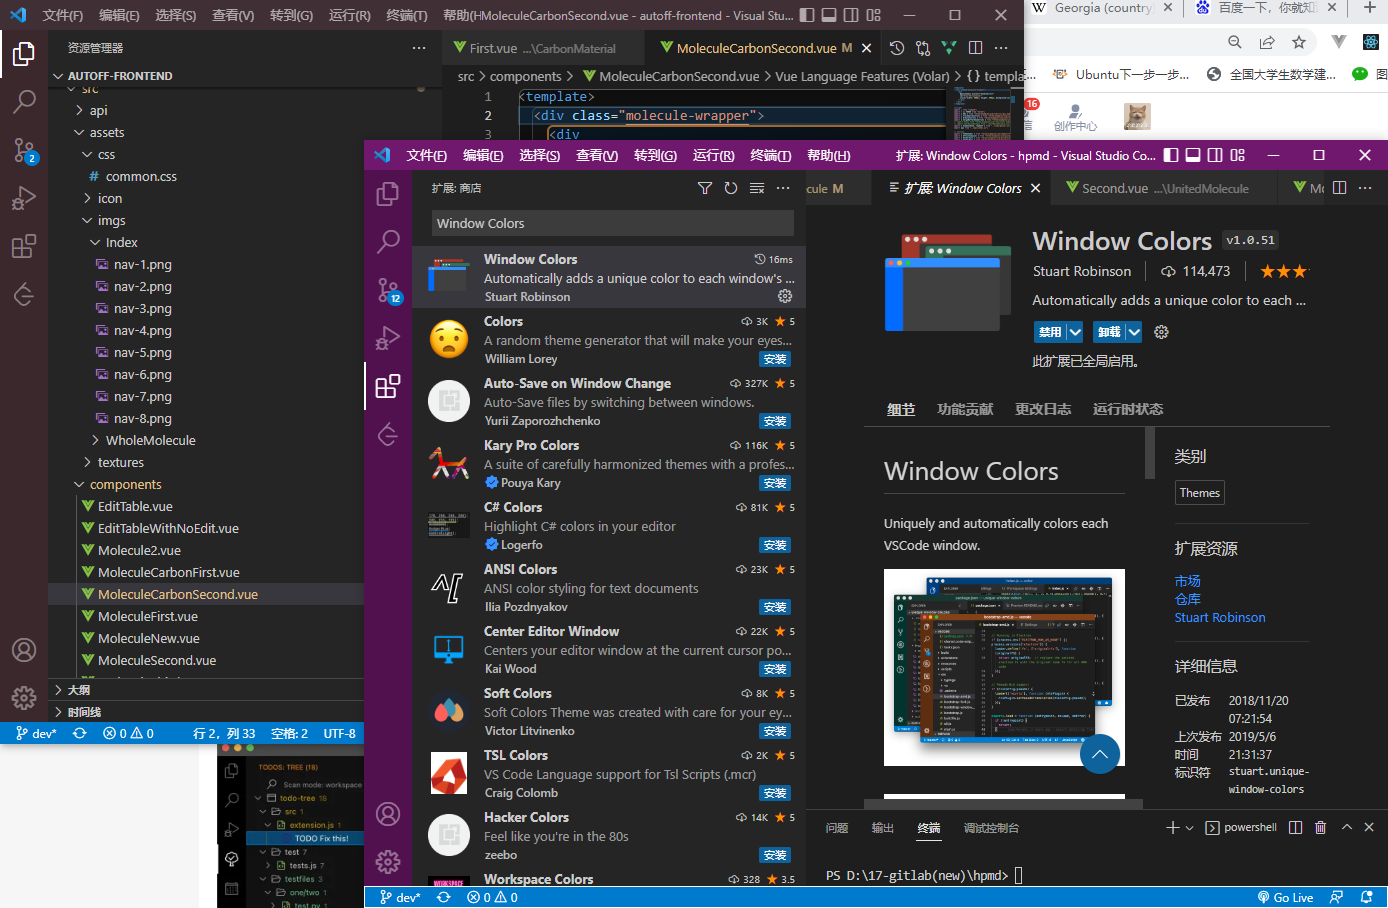 文件(F) 编辑(E) 选择(S) 查看(V) 转到(G) 运行(R) 终端(T) 帮助(H MoleculeCarbonSecond.vue - autoff-frontend - Visual Stu...
Georgia (country)
百度一下，你就知
资源管理器
First.vue ...\CarbonMaterial
MoleculeCarbonSecond.vue M
AUTOFF-FRONTEND
src > components > MoleculeCarbonSecond.vue > Vue Language Features (Volar) > {} templa...
Ubuntu下一步一步...
全国大学生数学建...
图
src
1 <template>
2 <div class="molecule-wrapper">
3 <div
16
信
创作中心
api
assets
css
# common.css
icon
imgs
Index
nav-1.png
nav-2.png
nav-3.png
nav-4.png
nav-5.png
nav-6.png
nav-7.png
nav-8.png
WholeMolecule
textures
components
EditTable.vue
EditTableWithNoEdit.vue
Molecule2.vue
MoleculeCarbonFirst.vue
MoleculeCarbonSecond.vue
MoleculeFirst.vue
MoleculeNew.vue
MoleculeSecond.vue
大纲
时间线
2
dev* 0 0 行 2，列 33 空格: 2 UTF-8
TODOS: TREE (18)
Scan mode: workspace
todo-tree 18
src 1
extension.js 1
TODO Fix this!
test 7
tests.js 7
testfiles 3
one/two 1
test.py 1
文件(F) 编辑(E) 选择(S) 查看(V) 转到(G) 运行(R) 终端(T) 帮助(H) 扩展: Window Colors - hpmd - Visual Studio Co...
扩展: 商店
cule M
扩展: Window Colors
Second.vue ...\UnitedMolecule
Mo
Window Colors
12
Window Colors 16ms
Automatically adds a unique color to each window's ...
Stuart Robinson
Colors 3K 5
A random theme generator that will make your eyes...
William Lorey 安装
Auto-Save on Window Change 327K 5
Auto-Save files by switching between windows.
Yurii Zaporozhchenko 安装
Kary Pro Colors 116K 5
A suite of carefully harmonized themes with a profes...
Pouya Kary 安装
C# Colors 81K 5
Highlight C# colors in your editor
Logerfo 安装
ANSI Colors 23K 5
ANSI color styling for text documents
Ilia Pozdnyakov 安装
Center Editor Window 22K 5
Centers your editor window at the current cursor po...
Kai Wood 安装
Soft Colors 8K 5
Soft Colors Theme was created with care for your ey...
Victor Litvinenko 安装
TSL Colors 2K 5
VS Code Language support for Tsl Scripts (.mcr)
Craig Colomb 安装
Hacker Colors 14K 5
Feel like you're in the 80s
zeebo 安装
Workspace Colors 328 3.5
WORKSPACE
Window Colors v1.0.51
Stuart Robinson 114,473
Automatically adds a unique color to each ...
禁用 卸载
此扩展已全局启用。
细节 功能贡献 更改日志 运行时状态
Window Colors
Uniquely and automatically colors each
VSCode window.
类别
Themes
扩展资源
市场
仓库
Stuart Robinson
详细信息
已发布 2018/11/20
07:21:54
上次发布 2019/5/6
时间 21:31:37
标识符 stuart.unique-
window-colors
问题 输出 终端 调试控制台
powershell
PS D:\17-gitlab(new)\hpmd>
dev* 0 0
Go Live